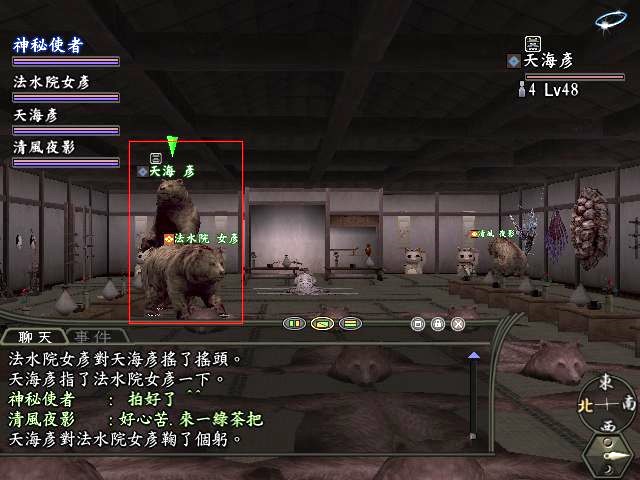 神秘使者
法水院女彥
天海彥
清風夜影
天海彥
4 Lv48
天海 彥
法水院 女彥
清風 夜影
聊天
事件
法水院女彥對天海彥搖了搖頭。
天海彥指了法水院女彥一下。
神秘使者 : 拍好了 ^^
清風夜影 :好心苦.來一綠茶把
天海彥對法水院女彥鞠了個躬。
東
北
南
西